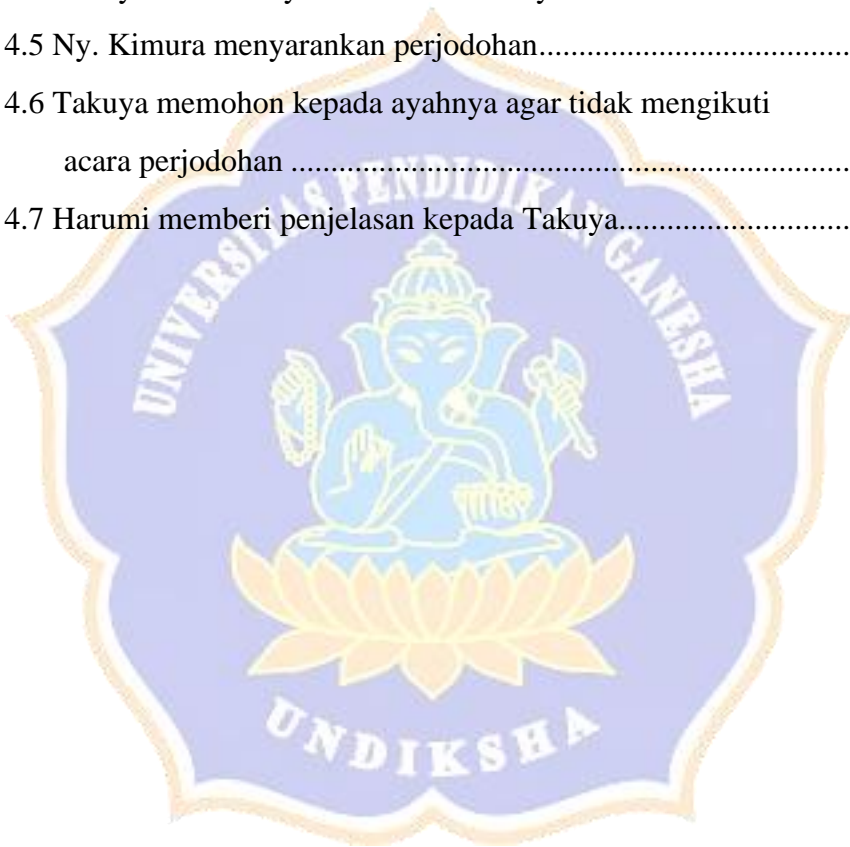 4.5 Ny. Kimura menyarankan perjodohan....................................
4.6 Takuya memohon kepada ayahnya agar tidak mengikuti
acara perjodohan ................................................................
4.7 Harumi memberi penjelasan kepada Takuya...........................
UNIVERSITAS PENDIDIKAN GANESHA
UNDIKSHA